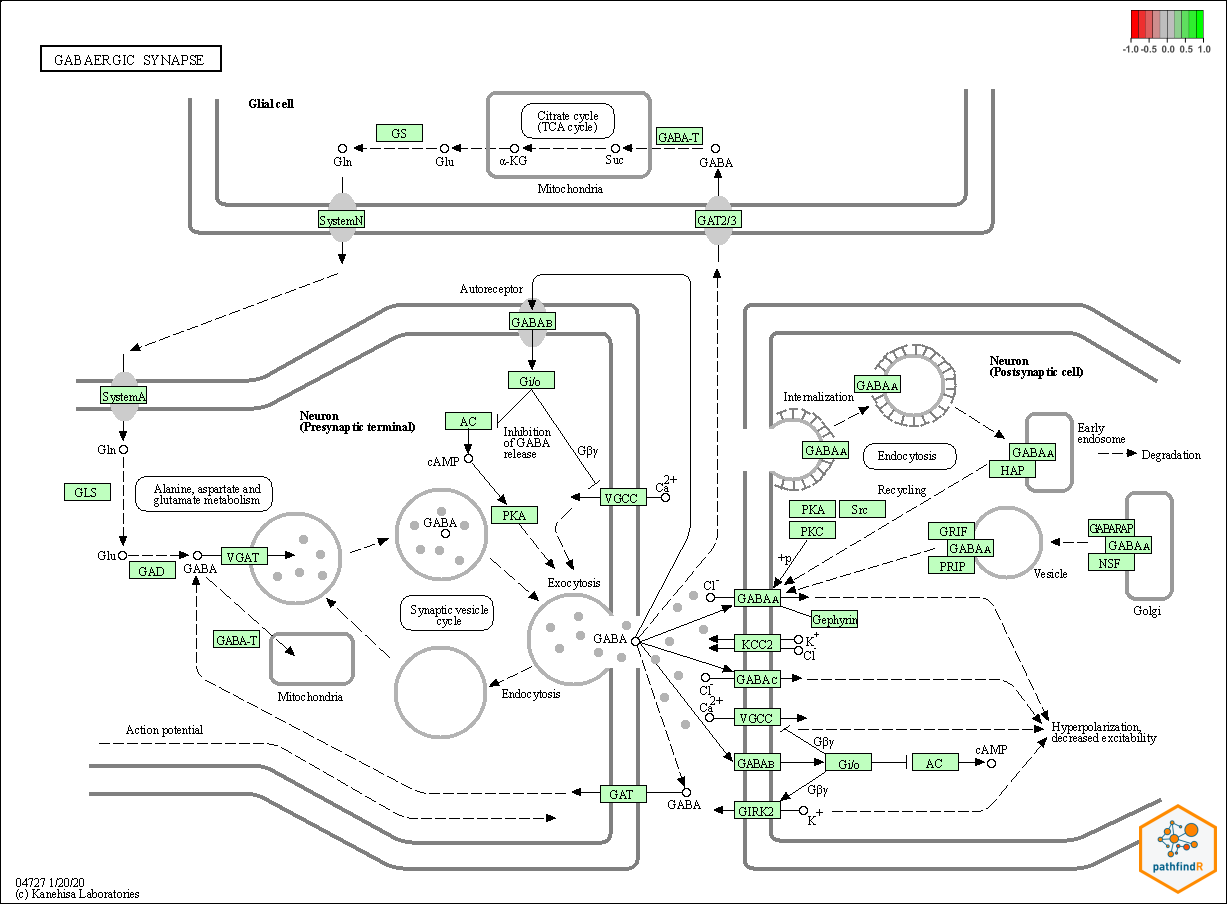 -1.0 -0.5 0.0 0.5 1.0
GABAERGIC SYNAPSE
Glial cell
Citrate cycle
(TCA cycle)
GS
GABA-T
Gln
Glu
α-KG
Suc
GABA
Mitochondria
SystemN
GAT2/3
Autoreceptor
GABAB
Gi/o
SystemA
Neuron
(Presynaptic terminal)
AC
Inhibition
of GABA
release
Gβγ
cAMP
Gln
GLS
Alanine, aspartate and
glutamate metabolism
GABA
PKA
VGCC
Ca2+
Glu
GAD
GABA
VGAT
Exocytosis
Synaptic vesicle
cycle
GABA
GABA-T
Mitochondria
Endocytosis
Action potential
GAT
GABA
Neuron
(Postsynaptic cell)
GABAA
Internalization
GABAA
Endocytosis
Early
endosome
GABAA
HAP
Degradation
Recycling
PKA
Src
PKC
+p
GRIF
GABAA
PRIP
Vesicle
GABARAP
GABAA
NSF
Golgi
Cl-
GABAA
Gephyrin
KCC2
K+
Cl-
GABAC
Cl-
Ca2+
VGCC
Gβγ
Hyperpolarization,
decreased excitability
GABAB
Gi/o
AC
cAMP
Gβγ
GIRK2
K+
pathfindR
04727 1/20/20
(c) Kanehisa Laboratories